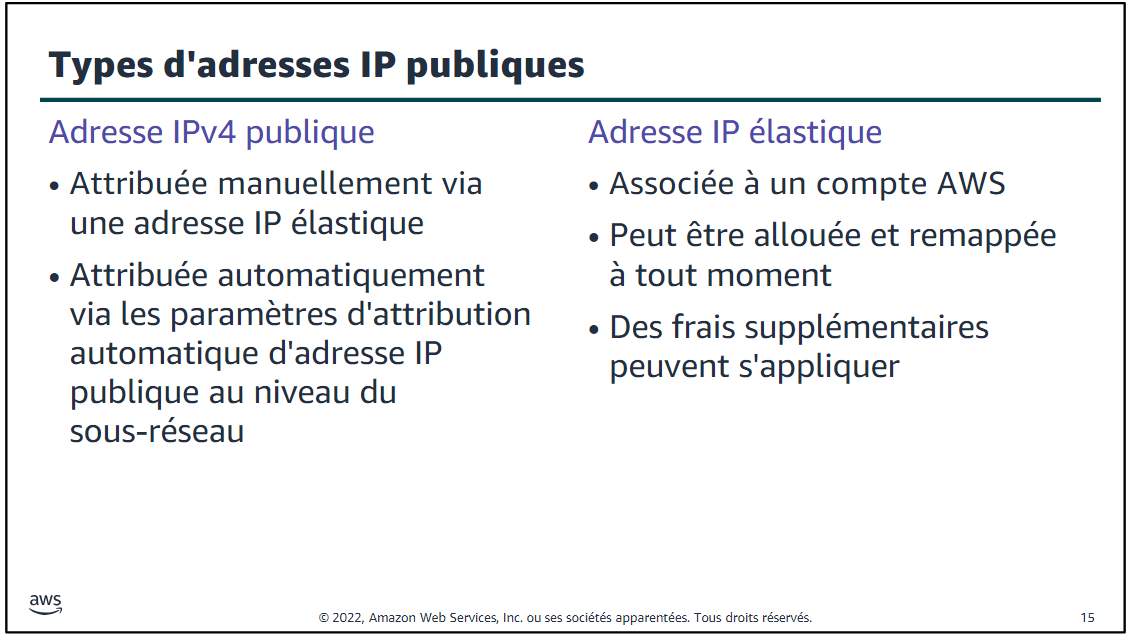 Types d'adresses IP publiques
Adresse IPv4 publique
• Attribuée manuellement via
une adresse IP élastique
• Attribuée automatiquement
via les paramètres d'attribution
automatique d'adresse IP
publique au niveau du
sous-réseau
Adresse IP élastique
• Associée à un compte AWS
• Peut être allouée et remappée
à tout moment
• Des frais supplémentaires
peuvent s'appliquer
aws
© 2022, Amazon Web Services, Inc. ou ses sociétés apparentées. Tous droits réservés.
15